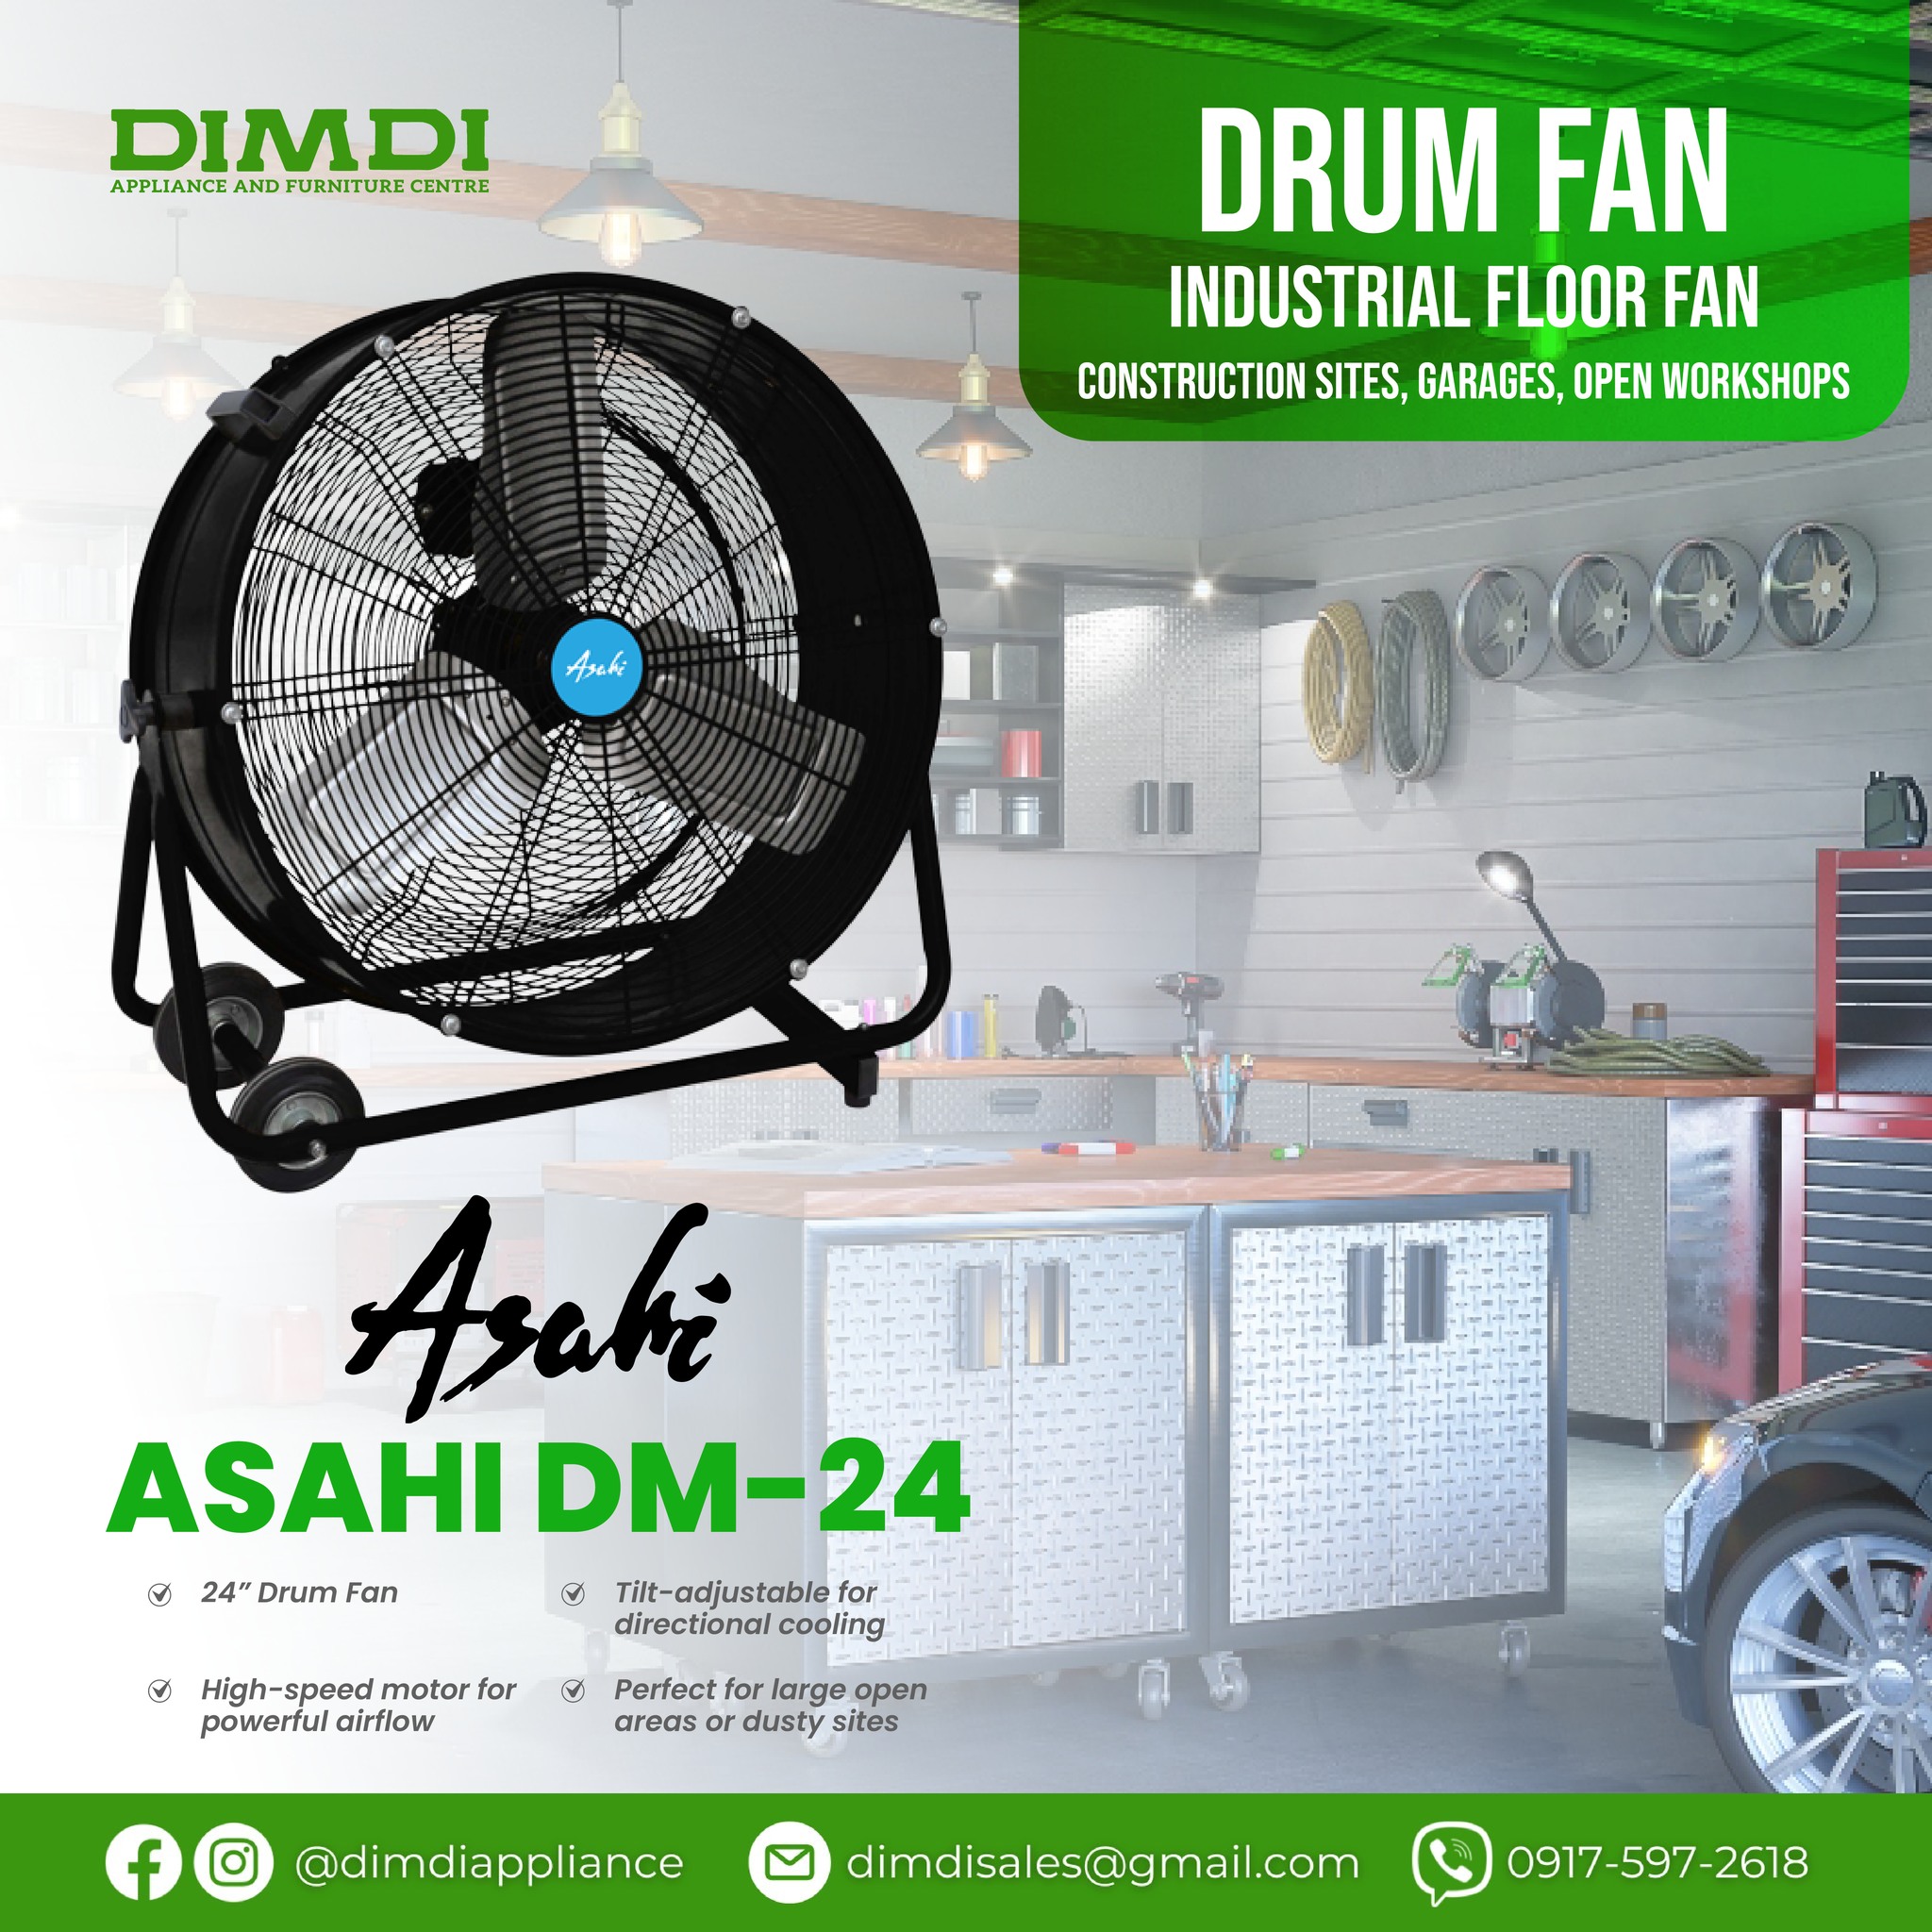 DIMDI
APPLIANCE AND FURNITURE CENTRE
DRUM FAN
INDUSTRIAL FLOOR FAN
CONSTRUCTION SITES, GARAGES, OPEN WORKSHOPS
Asahi
Asahi
ASAHI DM-24
24” Drum Fan
Tilt-adjustable for
directional cooling
High-speed motor for
powerful airflow
Perfect for large open
areas or dusty sites
@dimdiappliance
dimdisales@gmail.com
0917-597-2618